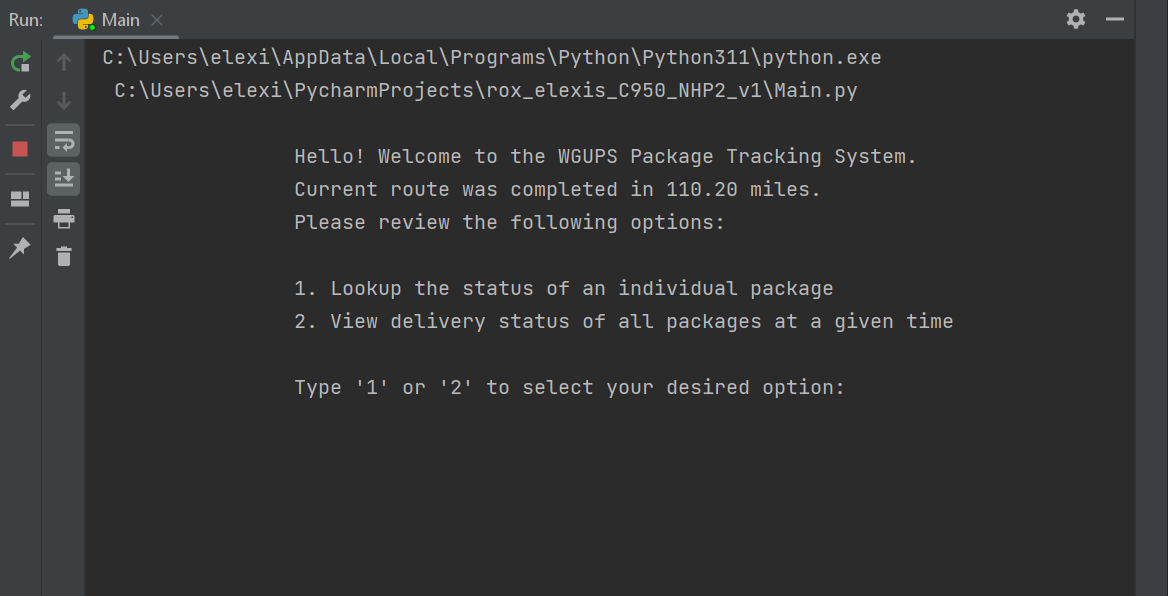 Run: Main
C:\Users\elexi\AppData\Local\Programs\Python\Python311\python.exe
C:\Users\elexi\PycharmProjects\rox_elexis_C950_NHP2_v1\Main.py
Hello! Welcome to the WGUPS Package Tracking System.
Current route was completed in 110.20 miles.
Please review the following options:
1. Lookup the status of an individual package
2. View delivery status of all packages at a given time
Type '1' or '2' to select your desired option: